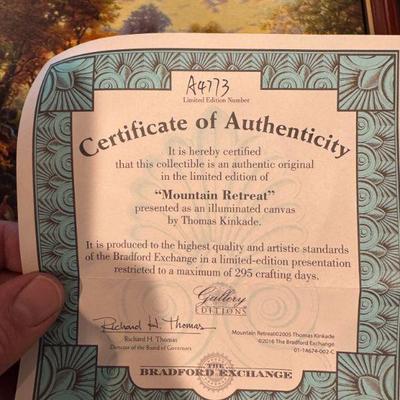 A4773
Limited Edition Number
Certificate of Authenticity
It is hereby certified
that this collectible is an authentic original
in the limited edition of
“Mountain Retreat”
presented as an illuminated canvas
by Thomas Kinkade.
It is produced to the highest quality and artistic standards
of the Bradford Exchange in a limited-edition presentation
restricted to a maximum of 295 crafting days.
Gallery
EDITIONS
Richard H. Thomas
Richard H. Thomas
Director of the Board of Governors
Mountain Retreat©2005 Thomas Kinkade
©2016 The Bradford Exchange
01-14674-002-C
THE
BRADFORD EXCHANGE